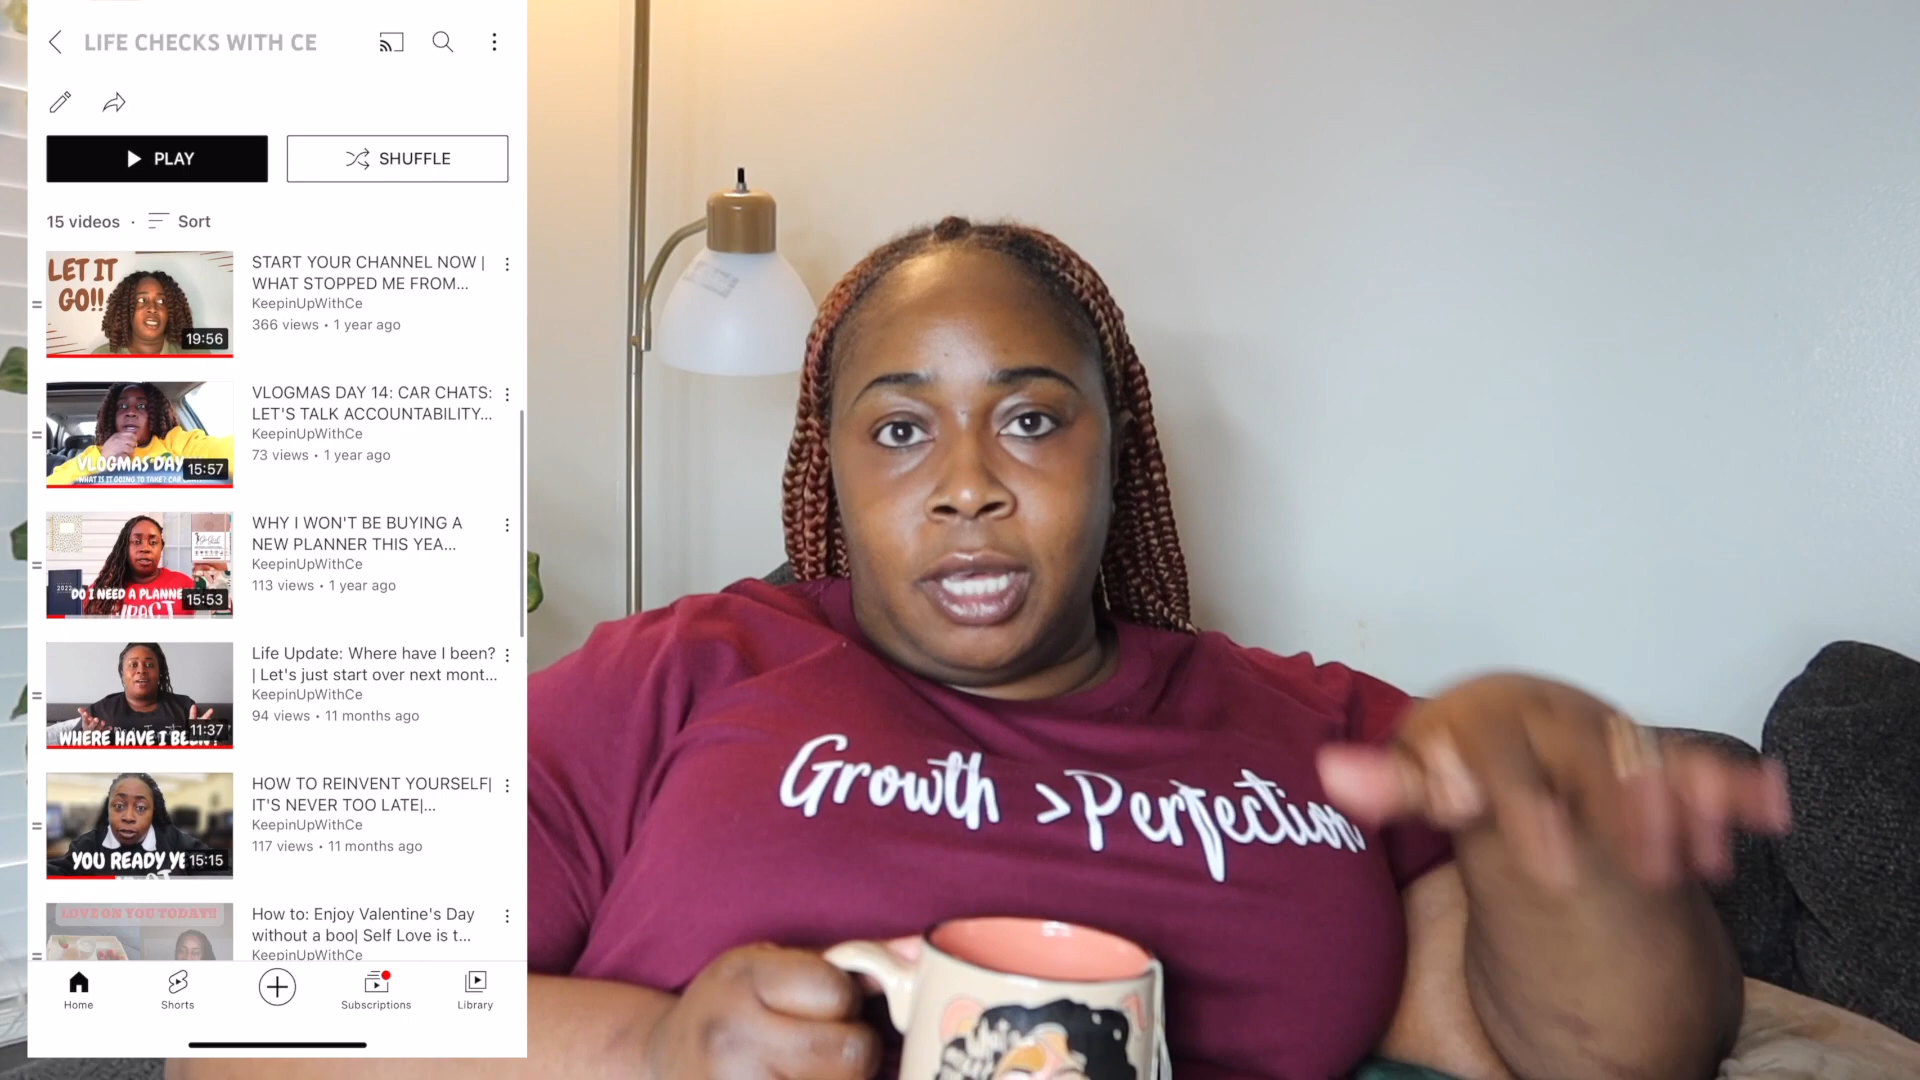 LIFE CHECKS WITH CE
PLAY
SHUFFLE
15 videos · Sort
LET IT
GO!!
19:56
START YOUR CHANNEL NOW |
WHAT STOPPED ME FROM...
KeepinUpWithCe
366 views • 1 year ago
VLOGMAS DAY
15:57
VLOGMAS DAY 14: CAR CHATS:
LET'S TALK ACCOUNTABILITY...
KeepinUpWithCe
73 views • 1 year ago
2022
DO I NEED A PLANNE
15:53
WHY I WON'T BE BUYING A
NEW PLANNER THIS YEA...
KeepinUpWithCe
113 views • 1 year ago
WHERE HAVE I BE
11:37
Life Update: Where have I been?
| Let's just start over next mont...
KeepinUpWithCe
94 views • 11 months ago
YOU READY YE
15:15
HOW TO REINVENT YOURSELF|
IT'S NEVER TOO LATE|...
KeepinUpWithCe
117 views • 11 months ago
LOVE ON YOU TODAY!!
How to: Enjoy Valentine's Day
without a boo| Self Love is t...
KeepinUpWithCe
Home
Shorts
Subscriptions
Library
Growth >Perfection